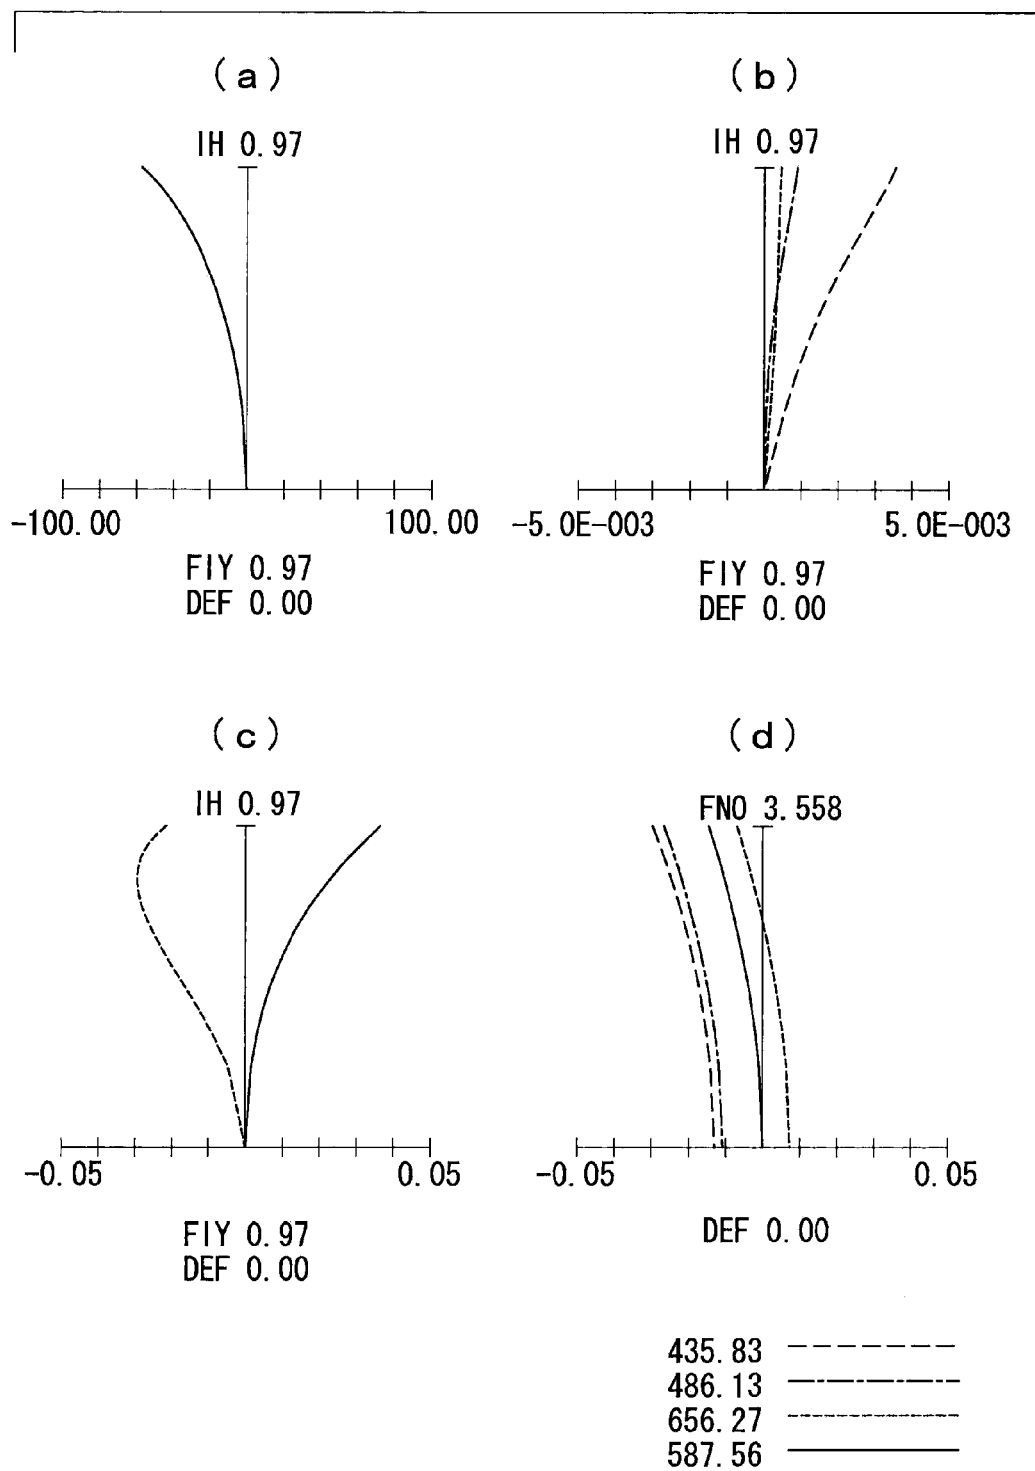 (a)
IH 0.97
-100.00
100.00
FIY 0.97
DEF 0.00
(b)
IH 0.97
-5.0E-003
5.0E-003
FIY 0.97
DEF 0.00
(c)
IH 0.97
-0.05
0.05
FIY 0.97
DEF 0.00
(d)
FNO 3.558
-0.05
0.05
DEF 0.00
435.83
486.13
656.27
587.56